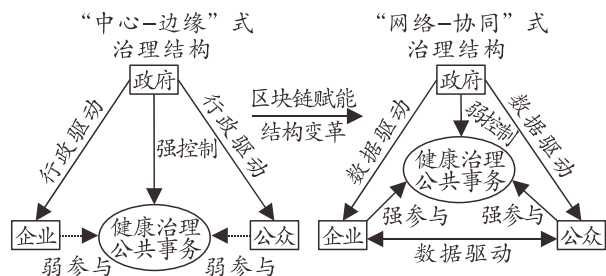 “中心–边缘”式
治理结构
政府
行政驱动
强控制
行政驱动
企业
健康治理
公共事务
公众
弱参与
弱参与
区块链赋能
结构变革
“网络–协同”式
治理结构
政府
数据驱动
弱控制
数据驱动
健康治理
公共事务
强参与
强参与
企业
公众
数据驱动